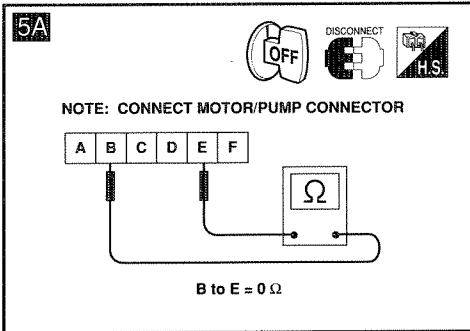 5A
OFF
DISCONNECT
H.S.
NOTE: CONNECT MOTOR/PUMP CONNECTOR
A B C D E F
Ω
B to E = 0 Ω